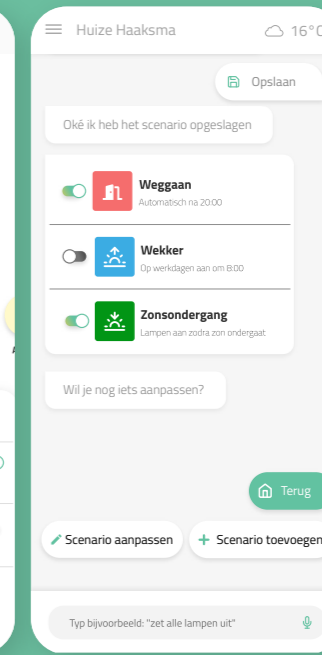 Huize Haaksma
16°C
Opslaan
Oké ik heb het scenario opgeslagen
Weggaan
Automatisch na 20:00
Wekker
Op werkdagen aan om 8:00
Zonsondergang
Lampen aan zodra zon ondergaat
Wil je nog iets aanpassen?
Terug
Scenario aanpassen
Scenario toevoegen
Typ bijvoorbeeld: "zet alle lampen uit"